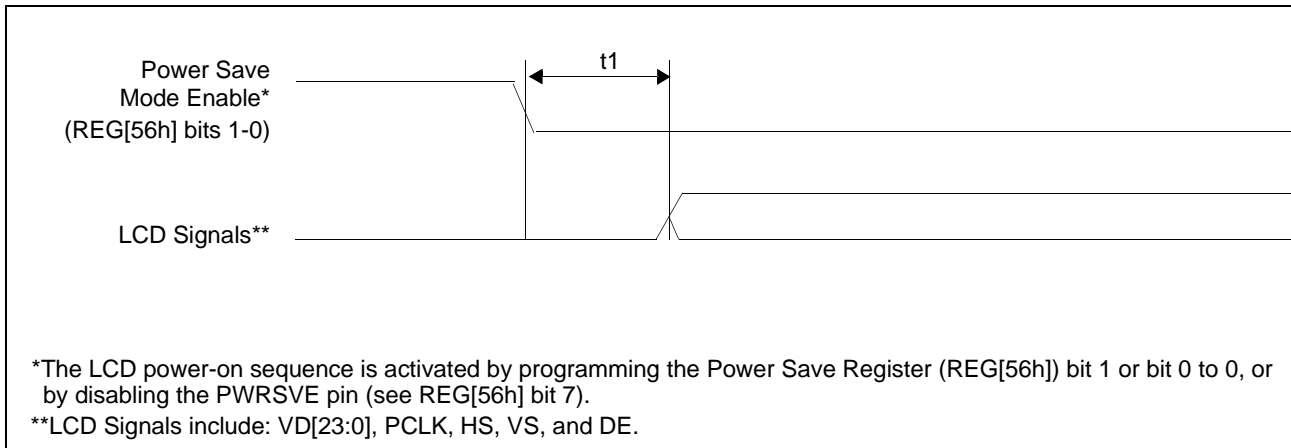 t1
Power Save
Mode Enable*
(REG[56h] bits 1-0)
LCD Signals**
*The LCD power-on sequence is activated by programming the Power Save Register (REG[56h]) bit 1 or bit 0 to 0, or
by disabling the PWRSVE pin (see REG[56h] bit 7).
**LCD Signals include: VD[23:0], PCLK, HS, VS, and DE.